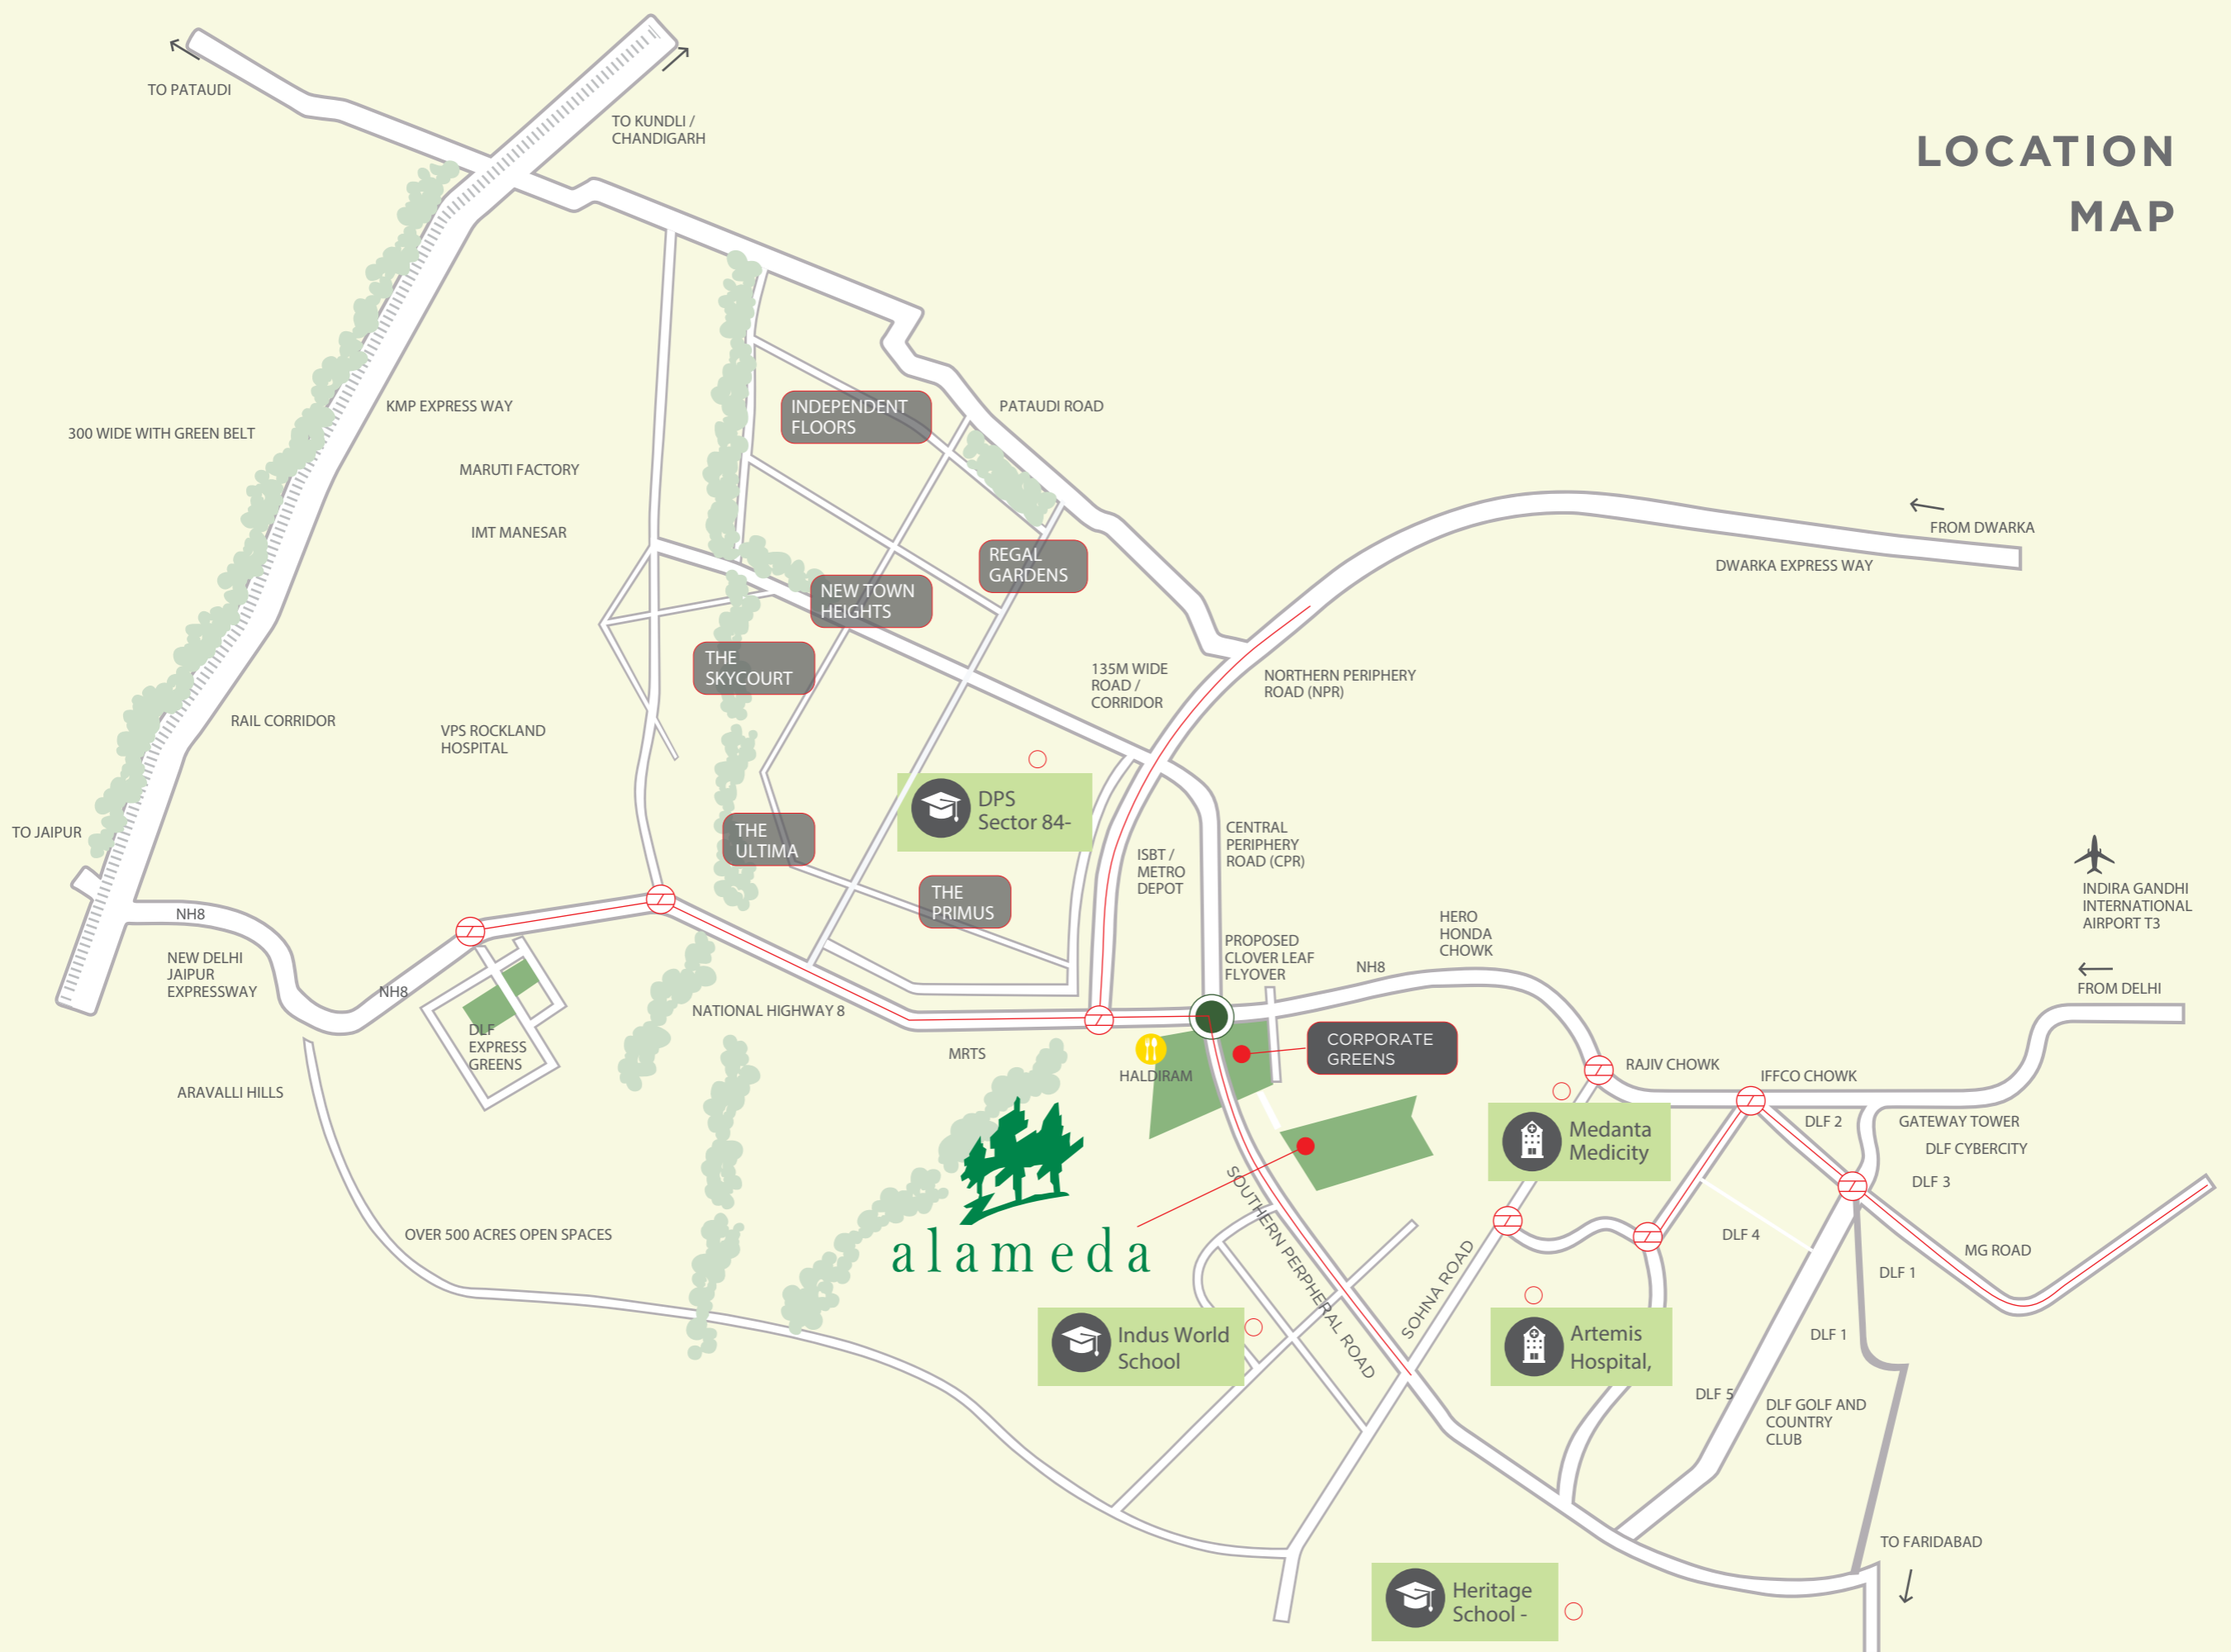 LOCATION
MAP
TO PATAUDI
TO KUNDLI /
CHANDIGARH
KMP EXPRESS WAY
300 WIDE WITH GREEN BELT
MARUTI FACTORY
IMT MANESAR
INDEPENDENT
FLOORS
PATAUDI ROAD
REGAL
GARDENS
NEW TOWN
HEIGHTS
THE
SKYCOURT
FROM DWARKA
DWARKA EXPRESS WAY
135M WIDE
ROAD /
CORRIDOR
NORTHERN PERIPHERY
ROAD (NPR)
RAIL CORRIDOR
VPS ROCKLAND
HOSPITAL
DPS
Sector 84-
TO JAIPUR
THE
ULTIMA
THE
PRIMUS
ISBT /
METRO
DEPOT
CENTRAL
PERIPHERY
ROAD (CPR)
INDIRA GANDHI
INTERNATIONAL
AIRPORT T3
FROM DELHI
NH8
NEW DELHI
JAIPUR
EXPRESSWAY
NH8
DLF
EXPRESS
GREENS
NATIONAL HIGHWAY 8
MRTS
PROPOSED
CLOVER LEAF
FLYOVER
NH8
HERO
HONDA
CHOWK
HALDIRAM
CORPORATE
GREENS
RAJIV CHOWK
IFFCO CHOWK
ARAVALLI HILLS
Medanta
Medicity
DLF 2
GATEWAY TOWER
DLF CYBERCITY
DLF 3
OVER 500 ACRES OPEN SPACES
alameda
SOUTHERN PERPHERAL ROAD
SOHNA ROAD
DLF 4
MG ROAD
DLF 1
Indus World
School
Artemis
Hospital,
DLF 1
DLF 5
DLF GOLF AND
COUNTRY
CLUB
TO FARIDABAD
Heritage
School -